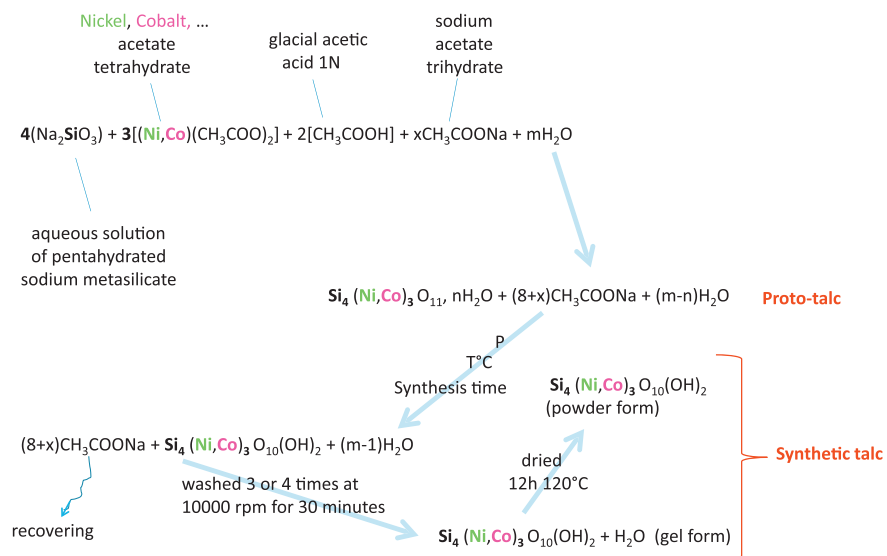 Nickel, Cobalt, ...
acetate
tetrahydrate
glacial acetic
acid 1N
sodium
acetate
trihydrate
4(Na₂SiO₃) + 3[(Ni,Co)(CH₃COO)₂] + 2[CH₃COOH] + xCH₃COONa + mH₂O
aqueous solution
of pentahydrated
sodium metasilicate
Si₄ (Ni,Co)₃ O₁₁, nH₂O + (8+x)CH₃COONa + (m-n)H₂O
Proto-talc
P
T°C
Synthesis time
Si₄ (Ni,Co)₃ O₁₀(OH)₂
(powder form)
(8+x)CH₃COONa + Si₄ (Ni,Co)₃ O₁₀(OH)₂ + (m-1)H₂O
Synthetic talc
dried
12h 120°C
washed 3 or 4 times at
10000 rpm for 30 minutes
recovering
Si₄ (Ni,Co)₃ O₁₀(OH)₂ + H₂O (gel form)